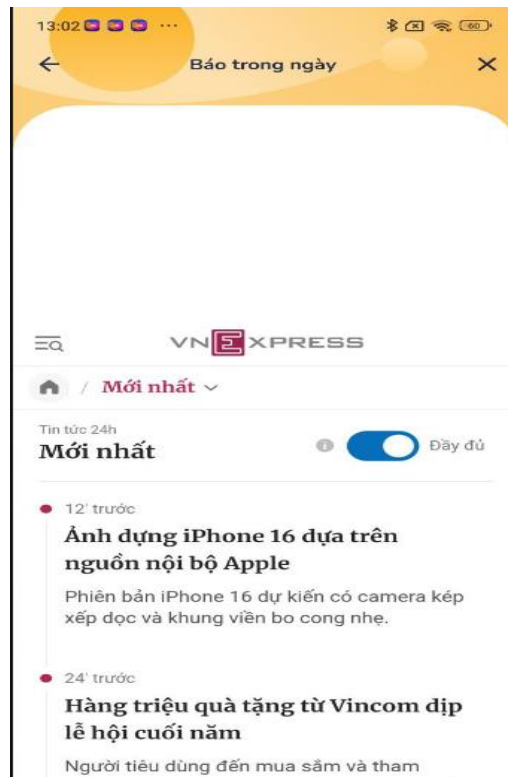 13:02
60
Báo trong ngày
VNEXPRESS
/ Mới nhất
Tin tức 24h
Mới nhất
Đầy đủ
12' trước
Ảnh dựng iPhone 16 dựa trên
nguồn nội bộ Apple
Phiên bản iPhone 16 dự kiến có camera kép
xếp dọc và khung viền bo cong nhẹ.
24' trước
Hàng triệu quà tặng từ Vincom dịp
lễ hội cuối năm
Người tiêu dùng đến mua sắm và tham